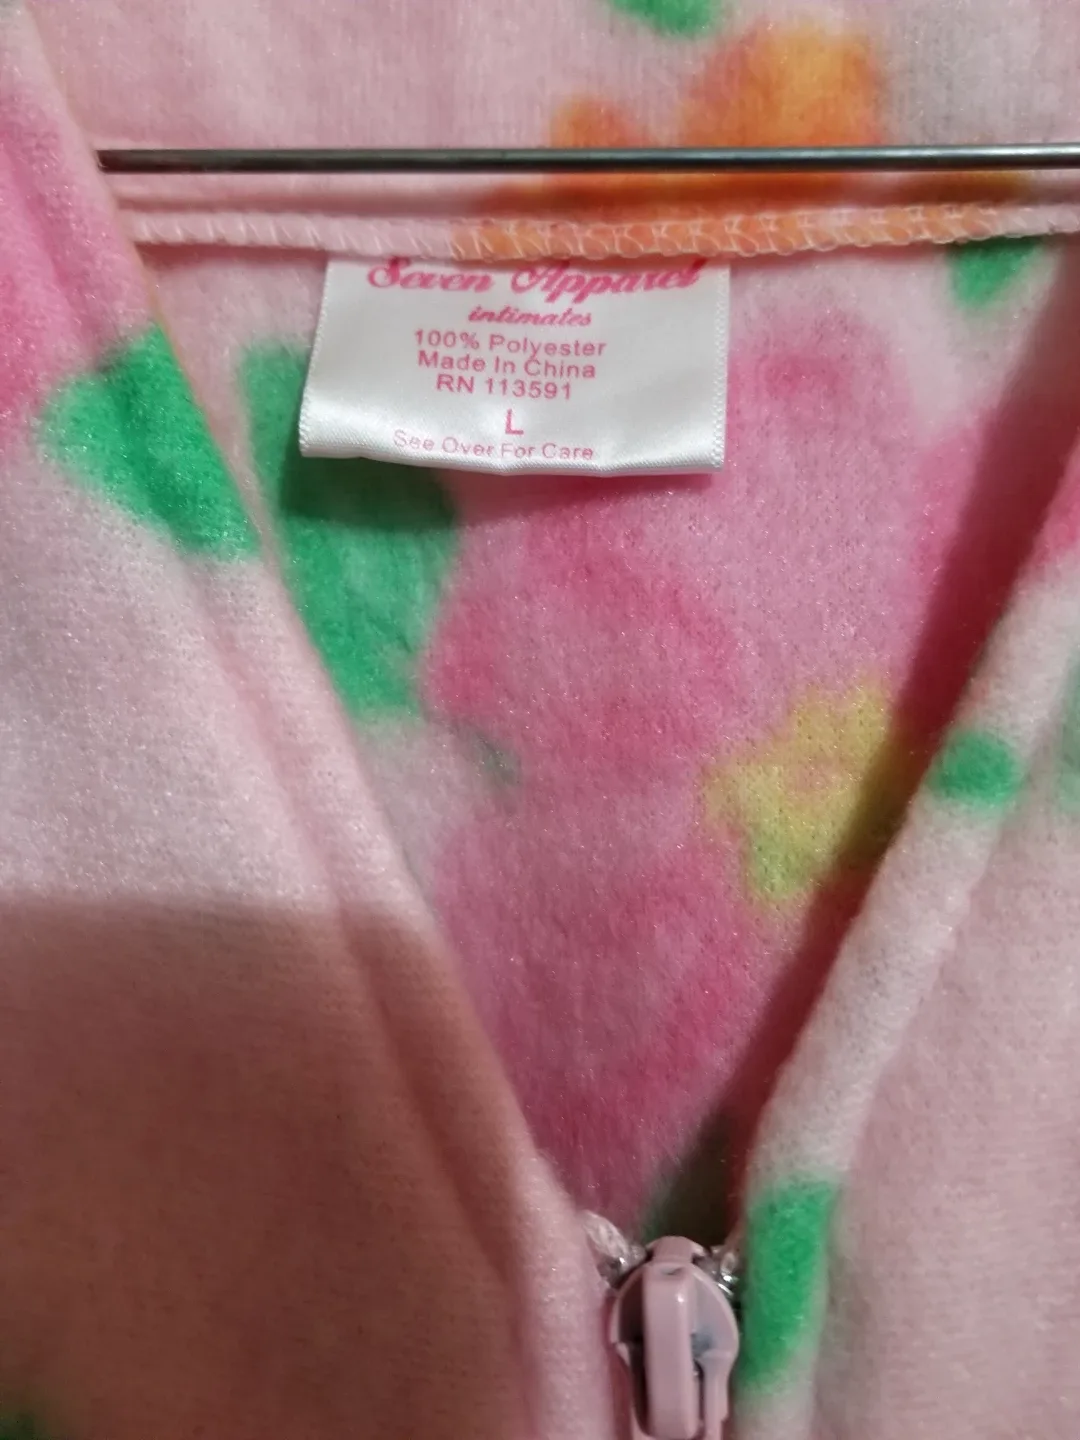 Seven Apparel
intimates
100% Polyester
Made In China
RN 113591
L
See Over For Care